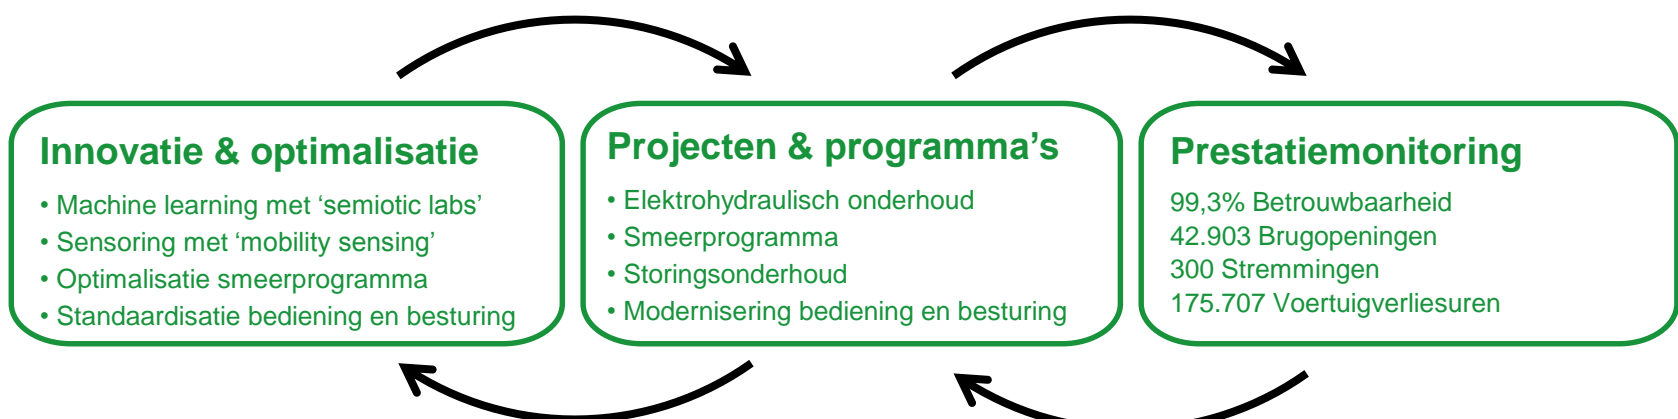 Innovatie & optimalisatie
• Machine learning met ‘semiotic labs’
• Sensoring met ‘mobility sensing’
• Optimalisatie smeerprogramma
• Standaardisatie bediening en besturing
Projecten & programma’s
• Elektrohydraulisch onderhoud
• Smeerprogramma
• Storingsonderhoud
• Modernisering bediening en besturing
Prestatiemonitoring
99,3% Betrouwbaarheid
42.903 Brugopeningen
300 Stremmingen
175.707 Voertuigverliesuren